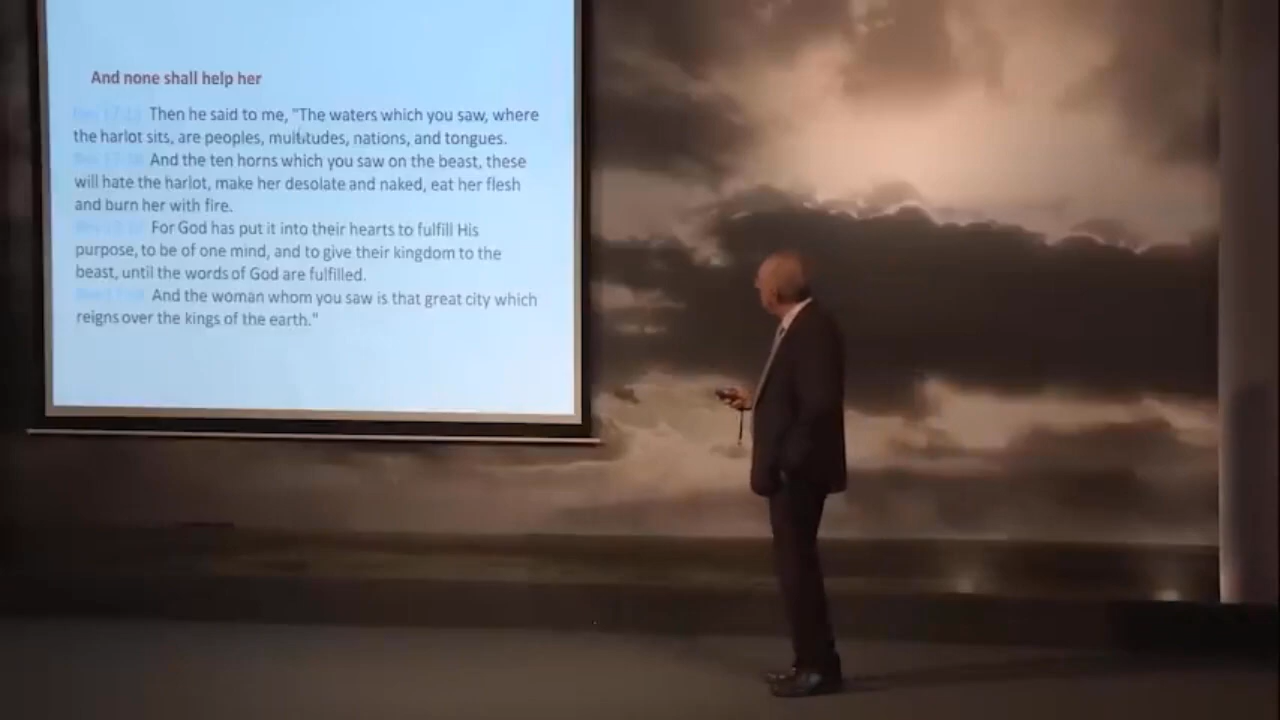 And none shall help her
Then he said to me, "The waters which you saw, where
the harlot sits, are peoples, multitudes, nations, and tongues.
And the ten horns which you saw on the beast, these
will hate the harlot, make her desolate and naked, eat her flesh
and burn her with fire.
For God has put it into their hearts to fulfill His
purpose, to be of one mind, and to give their kingdom to the
beast, until the words of God are fulfilled.
And the woman whom you saw is that great city which
reigns over the kings of the earth."